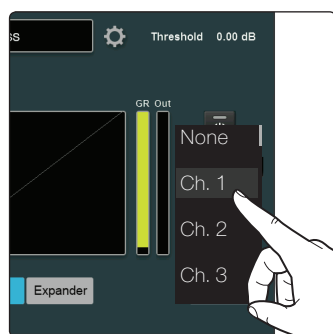 ss
Threshold 0.00 dB
GR Out
None
Ch. 1
Ch. 2
Ch. 3
Expander